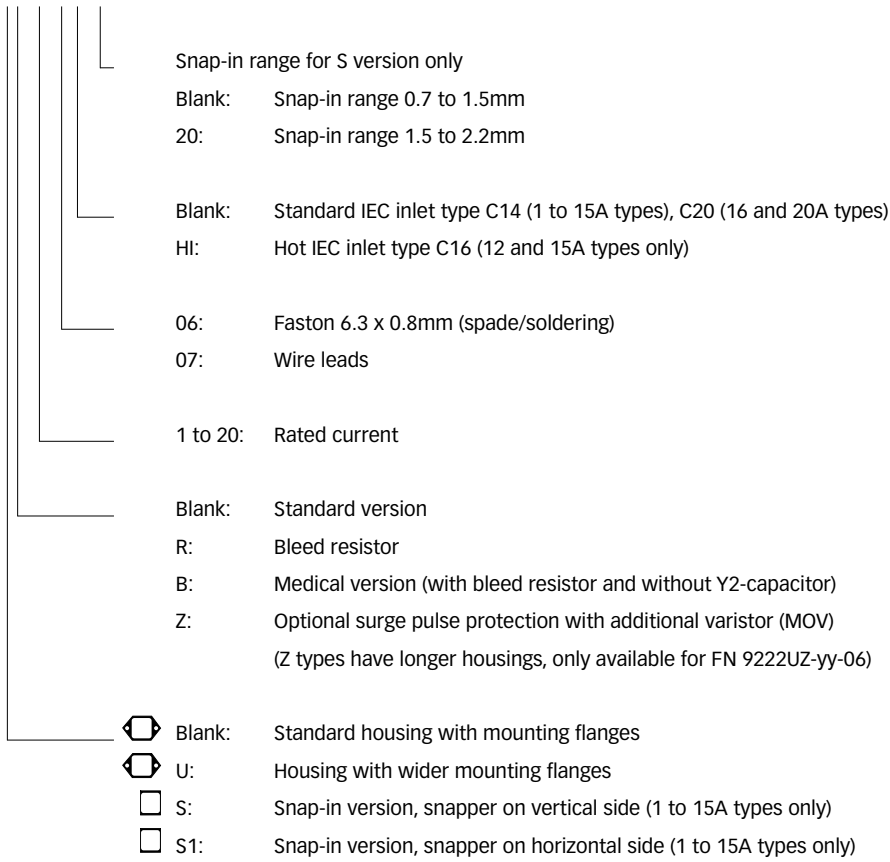 Snap-in range for S version only
Blank: Snap-in range 0.7 to 1.5mm
20: Snap-in range 1.5 to 2.2mm
Blank: Standard IEC inlet type C14 (1 to 15A types), C20 (16 and 20A types)
HI: Hot IEC inlet type C16 (12 and 15A types only)
06: Faston 6.3 x 0.8mm (spade/soldering)
07: Wire leads
1 to 20: Rated current
Blank: Standard version
R: Bleed resistor
B: Medical version (with bleed resistor and without Y2-capacitor)
Z: Optional surge pulse protection with additional varistor (MOV)
(Z types have longer housings, only available for FN 9222UZ-yy-06)
Blank: Standard housing with mounting flanges
U: Housing with wider mounting flanges
S: Snap-in version, snapper on vertical side (1 to 15A types only)
S1: Snap-in version, snapper on horizontal side (1 to 15A types only)